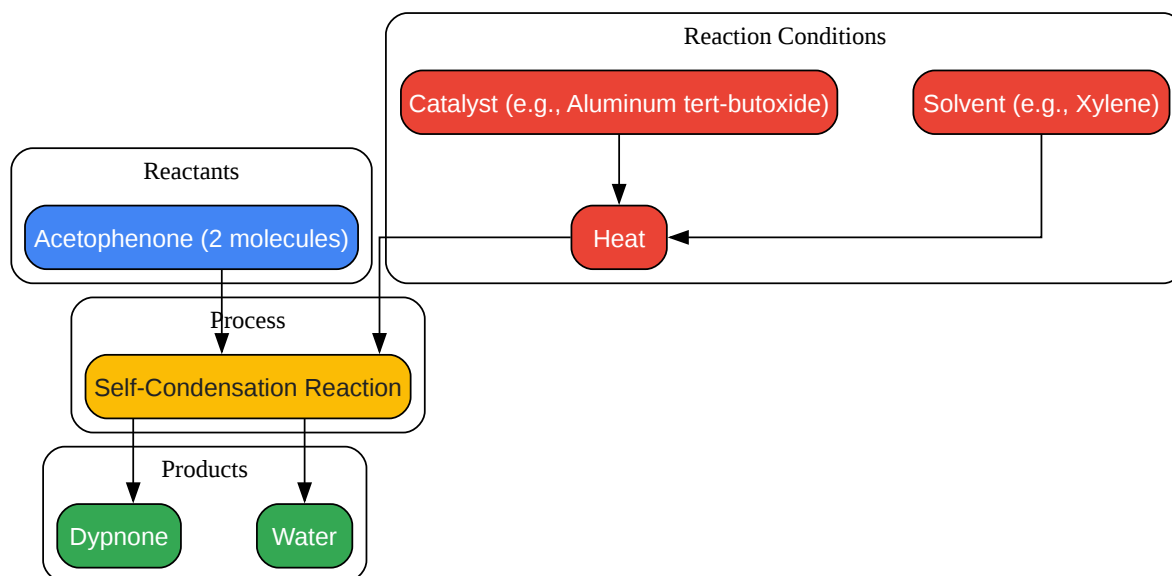 Reaction Conditions
Catalyst (e.g., Aluminum tert-butoxide)
Solvent (e.g., Xylene)
Reactants
Acetophenone (2 molecules)
Heat
Process
Self-Condensation Reaction
Products
Dypnone
Water